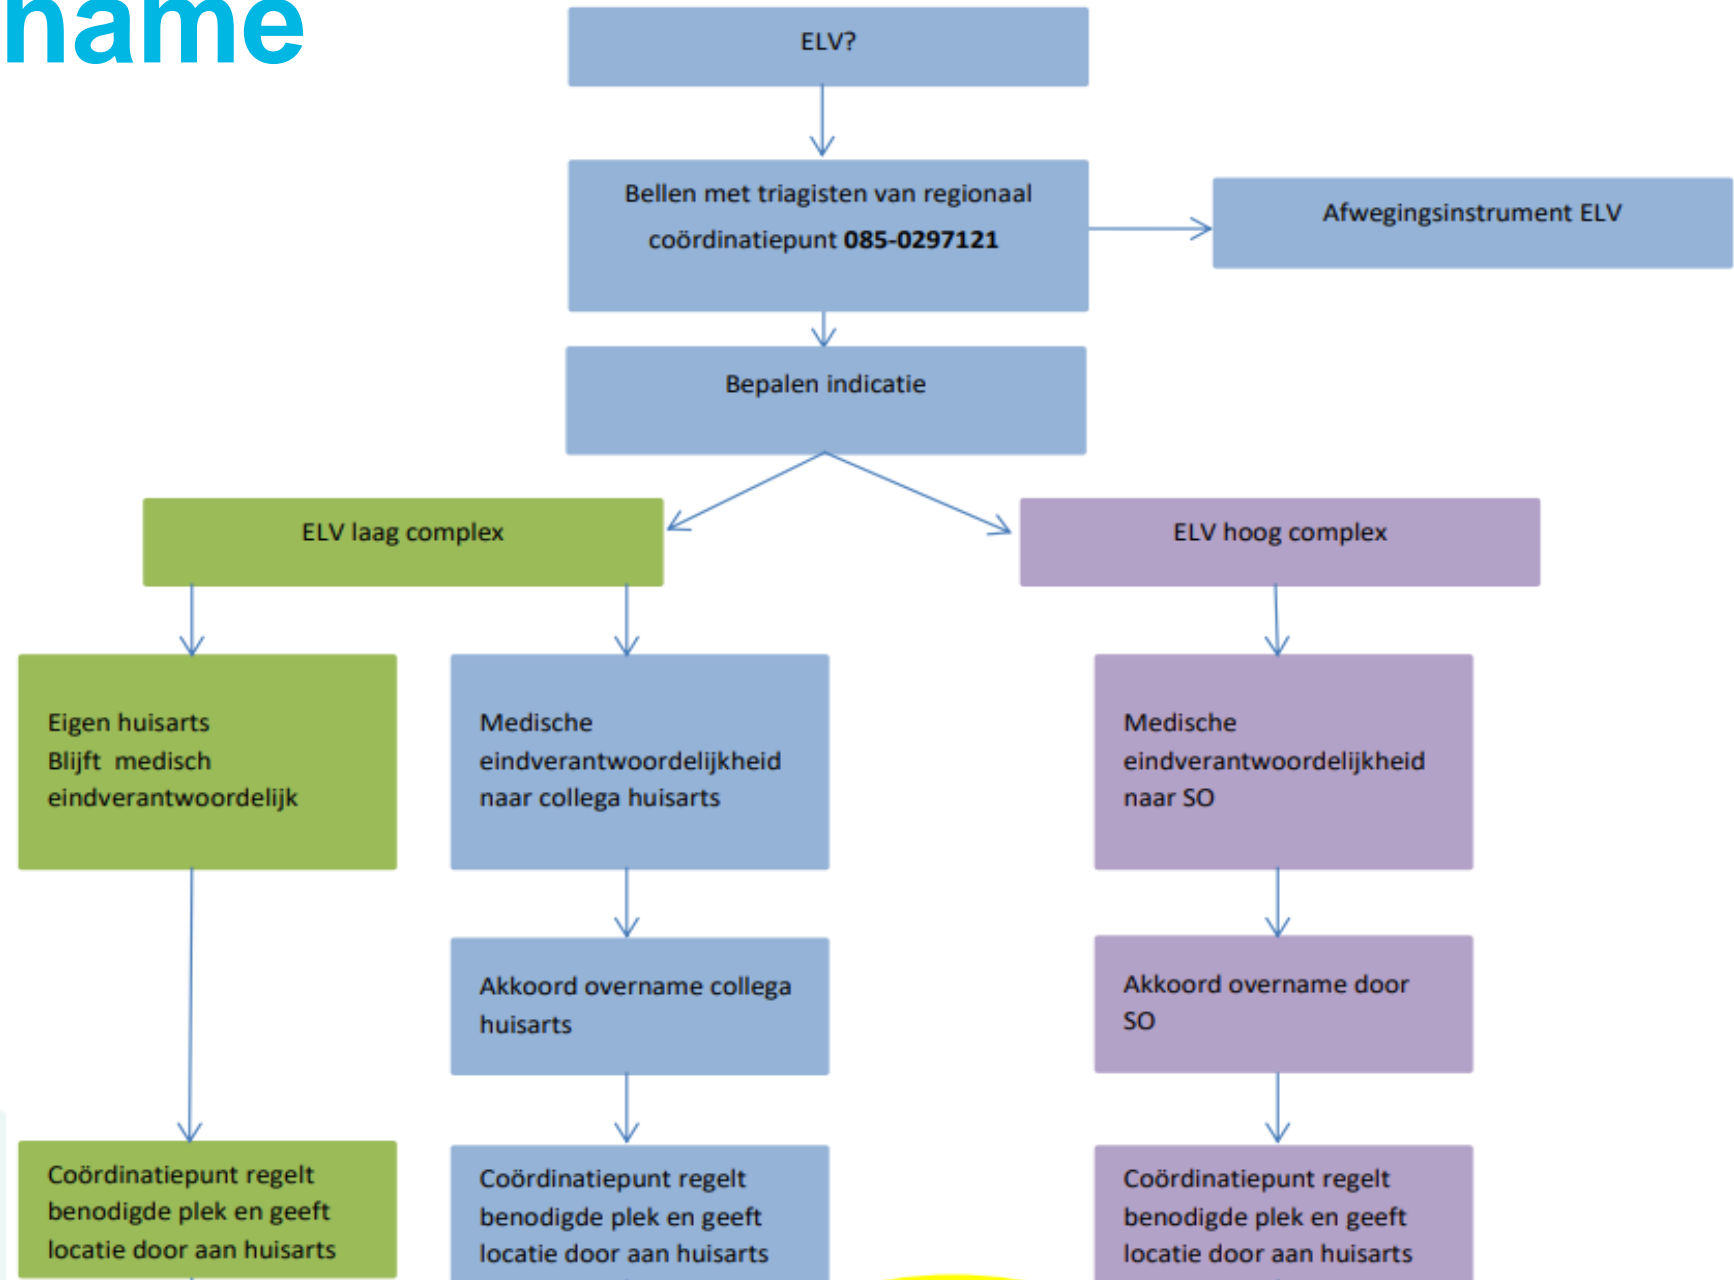 name
ELV?
Bellen met triagisten van regionaal
coördinatiepunt 085-0297121
Afwegingsinstrument ELV
Bepalen indicatie
ELV laag complex
ELV hoog complex
Eigen huisarts
Blijft medisch
eindverantwoordelijk
Medische
eindverantwoordelijkheid
naar collega huisarts
Medische
eindverantwoordelijkheid
naar SO
Akkoord overname collega
huisarts
Akkoord overname door
SO
Coördinatiepunt regelt
benodigde plek en geeft
locatie door aan huisarts
Coördinatiepunt regelt
benodigde plek en geeft
locatie door aan huisarts
Coördinatiepunt regelt
benodigde plek en geeft
locatie door aan huisarts